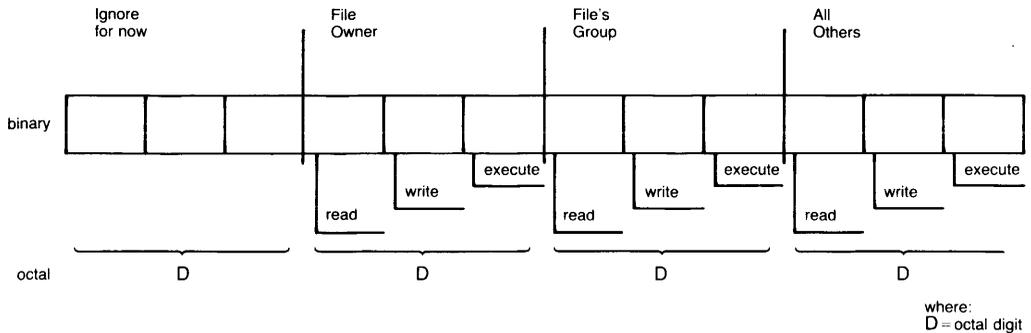 Ignore
for now
File
Owner
File's
Group
All
Others
binary
execute
execute
execute
write
write
write
read
read
read
octal
D
D
D
D
where:
D = octal digit